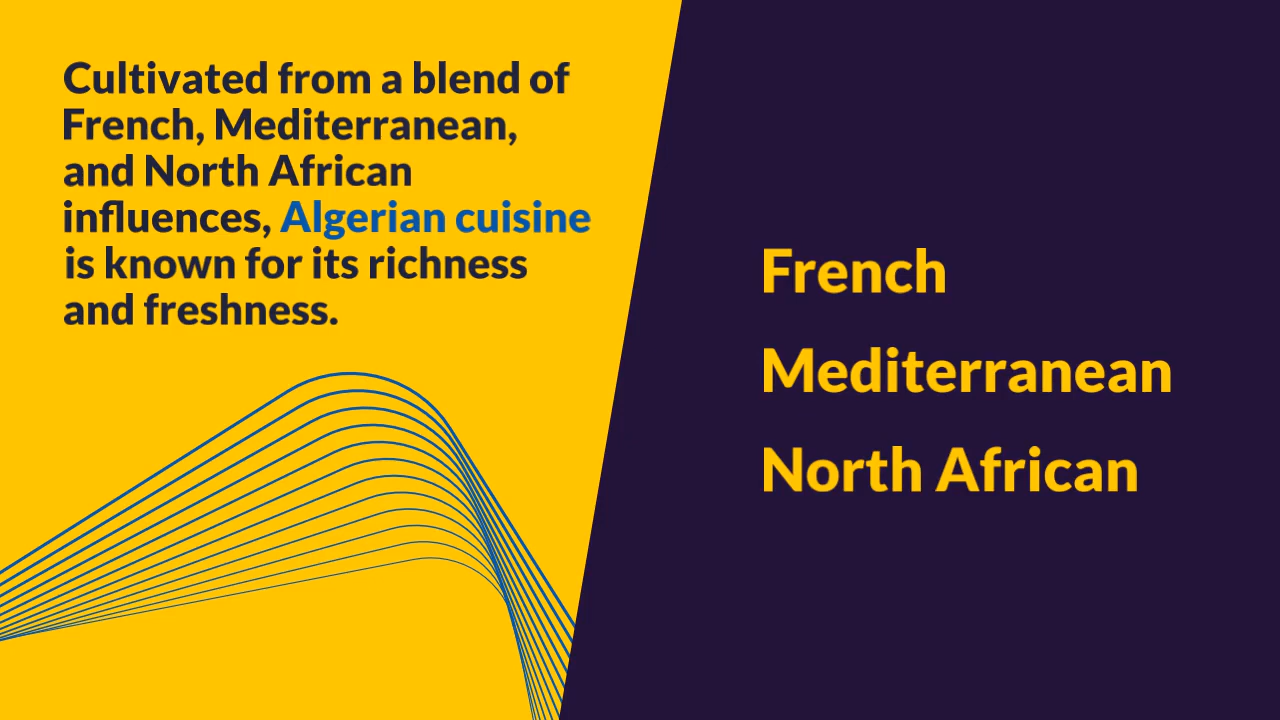 Cultivated from a blend of
French, Mediterranean,
and North African
influences, Algerian cuisine
is known for its richness
and freshness.
French
Mediterranean
North African